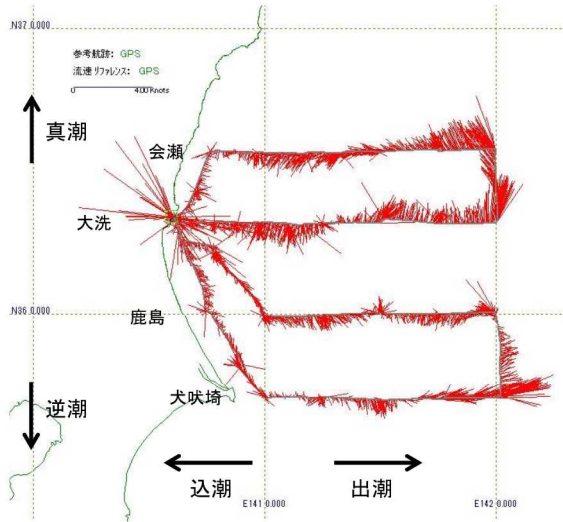 N37 0.000
参考航跡: GPS
流速リファレンス: GPS
0 4.00 Knots
真潮
会瀬
大洗
N36 0.000
鹿島
逆潮
犬吠埼
込潮
出潮
E141 0.000
E142 0.000